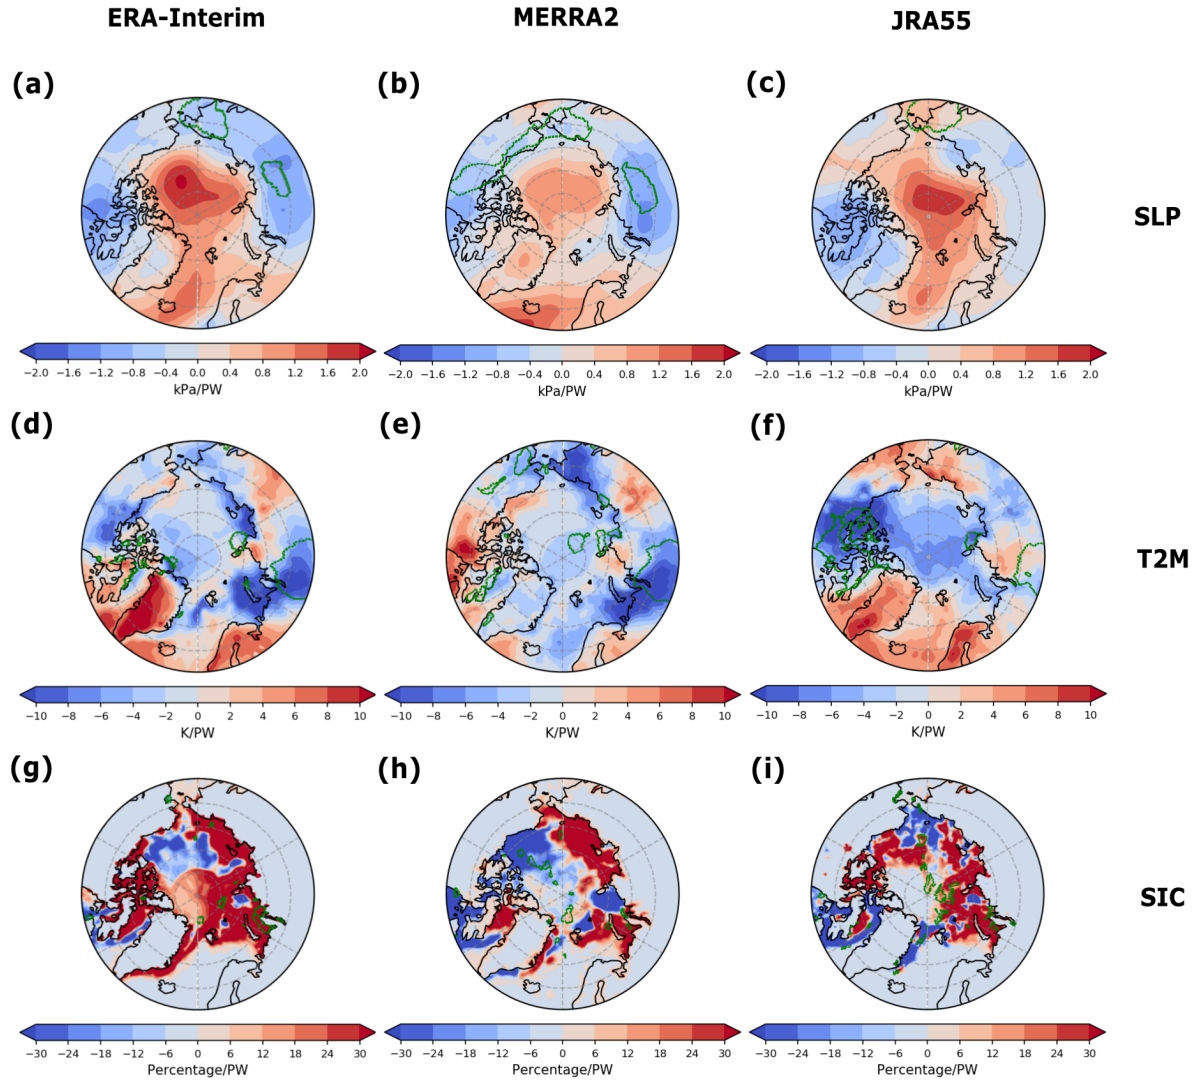 ERA-Interim MERRA2 JRA55
(a) (b) (c)
SLP
−2.0 −1.6 −1.2 −0.8 −0.4 0.0 0.4 0.8 1.2 1.6 2.0
kPa/PW
−2.0 −1.6 −1.2 −0.8 −0.4 0.0 0.4 0.8 1.2 1.6 2.0
kPa/PW
−2.0 −1.6 −1.2 −0.8 −0.4 0.0 0.4 0.8 1.2 1.6 2.0
kPa/PW
(d) (e) (f)
T2M
−10 −8 −6 −4 −2 0 2 4 6 8 10
K/PW
−10 −8 −6 −4 −2 0 2 4 6 8 10
K/PW
−10 −8 −6 −4 −2 0 2 4 6 8 10
K/PW
(g) (h) (i)
SIC
−30 −24 −18 −12 −6 0 6 12 18 24 30
Percentage/PW
−30 −24 −18 −12 −6 0 6 12 18 24 30
Percentage/PW
−30 −24 −18 −12 −6 0 6 12 18 24 30
Percentage/PW